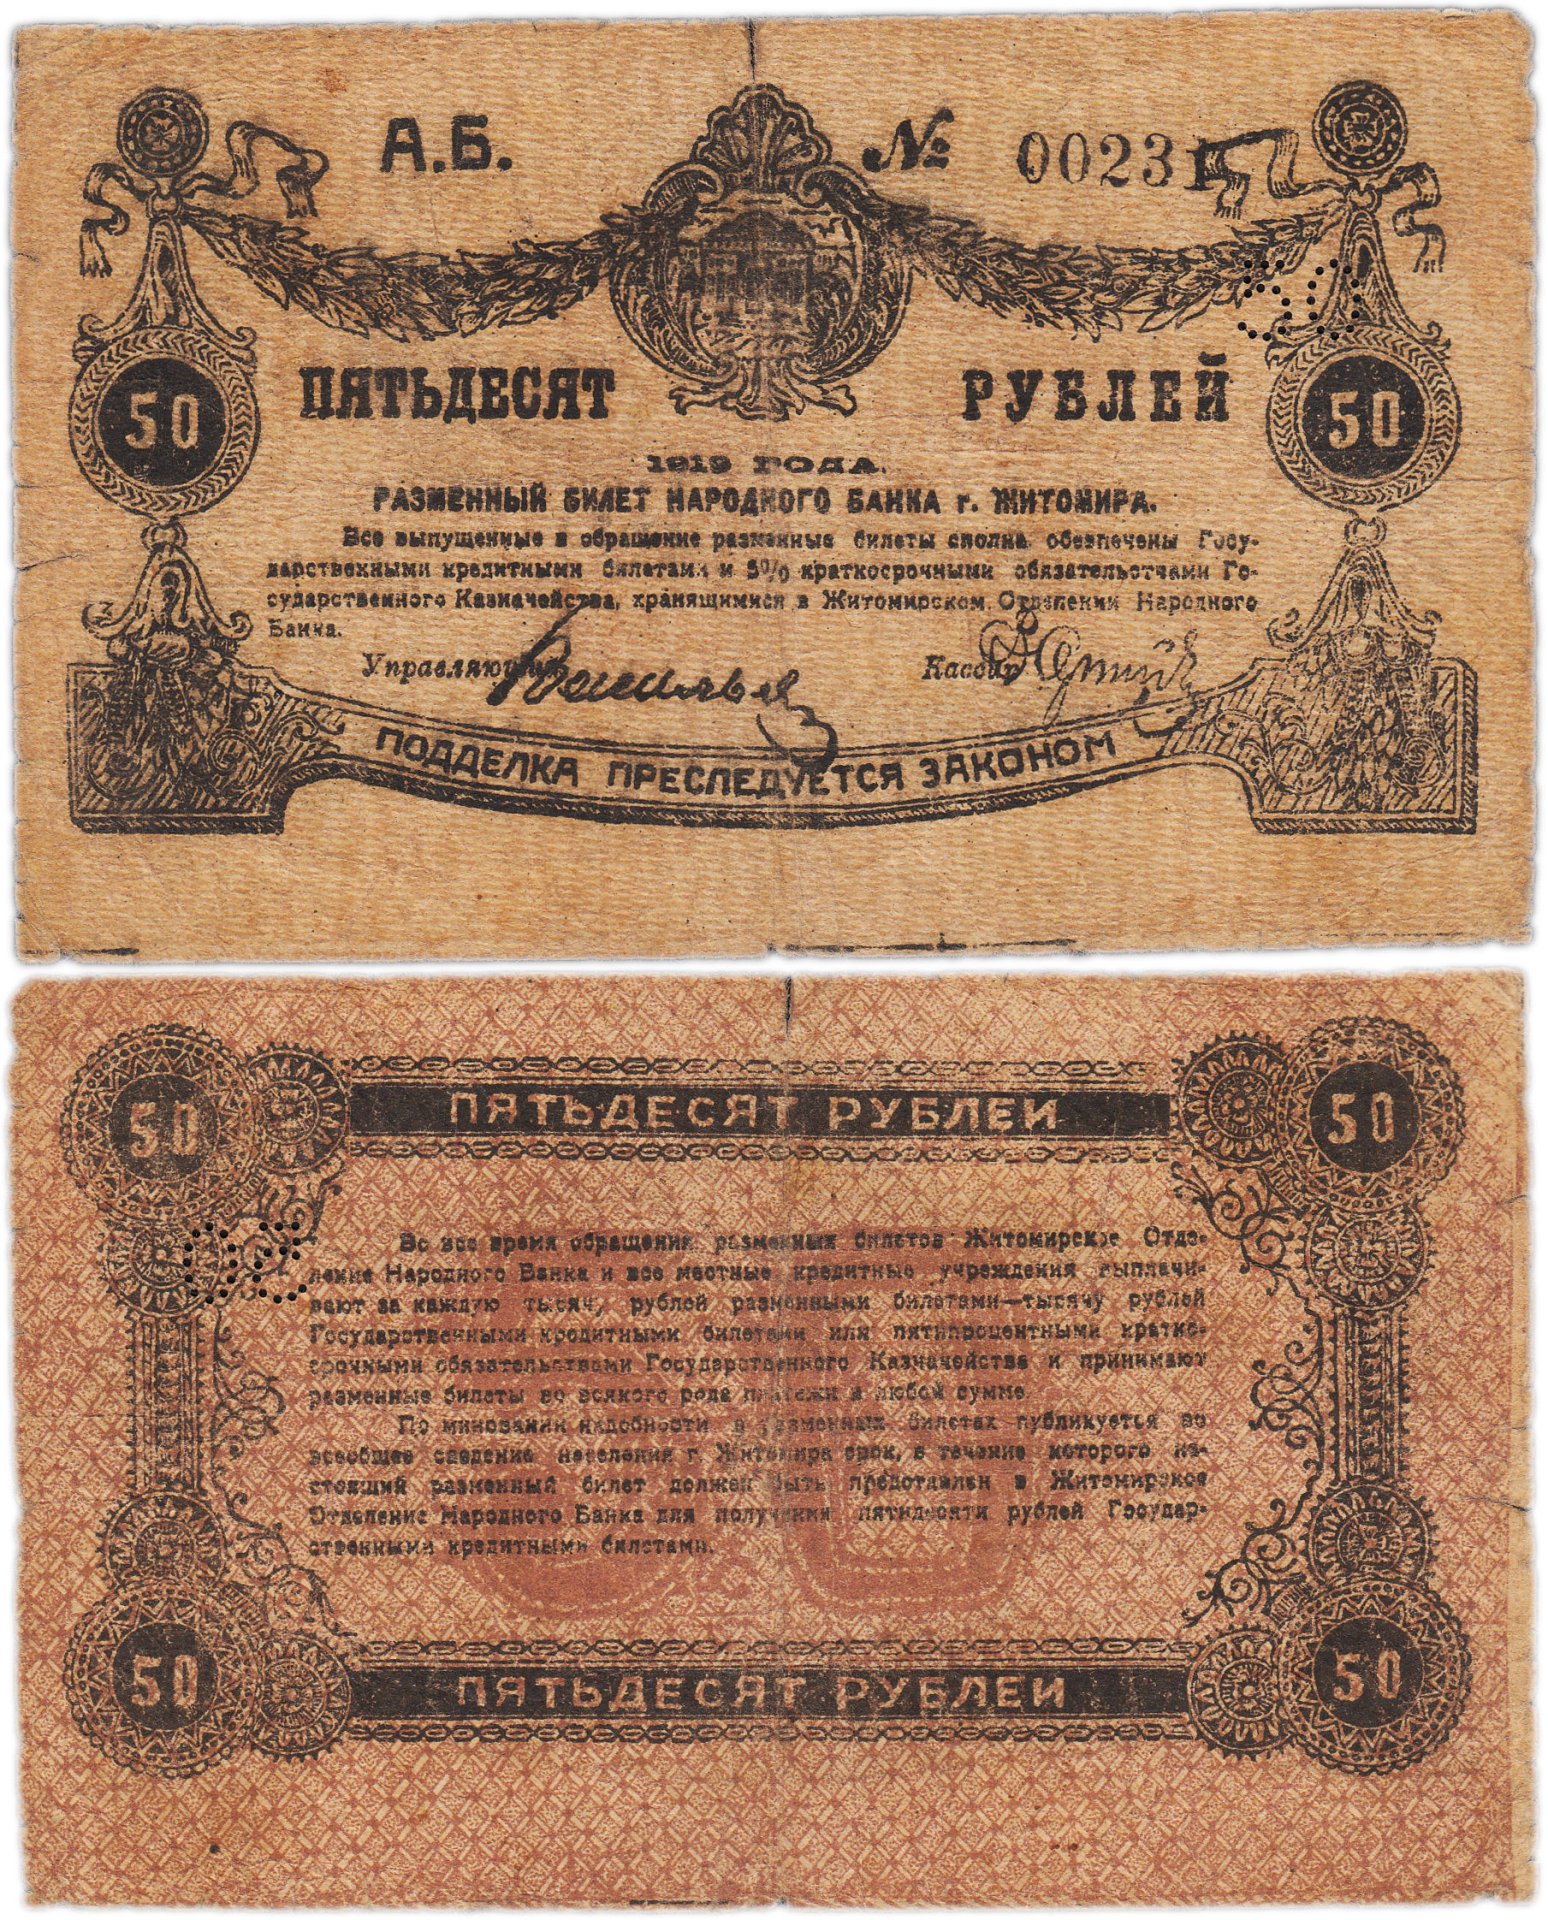 А.Б. № 00231
ПЯТЬДЕСЯТ РУБЛЕЙ
50 50
1919 ГОДА.
РАЗМЕННЫЙ БИЛЕТ НАРОДНОГО БАНКА г. ЖИТОМИРА.
Все выпущенные в обращение разменные билеты сполна обезпечены Госу-
дарственными кредитными билетами и 5% краткосрочными обязательствами Го-
сударственного Казначейства, хранящимися в Житомирском Отделении Народного
Банка.
Управляющий Кассир
ПОДДЕЛКА ПРЕСЛЕДУЕТСЯ ЗАКОНОМ
50 ПЯТЬДЕСЯТ РУБЛЕЙ 50
Во все время обращения разменных билетов Житомирское Отде-
ление Народного Банка и все местные кредитные учреждения выплачи-
вают за каждую тысячу рублей разменными билетами—тысячу рублей
Государственными кредитными билетами или пятипроцентными кратко-
срочными обязательствами Государственного Казначейства и принимают
разменные билеты во всякого рода платежи в любой сумме.
По миновании надобности в разменных билетах публикуется во
всеобщее сведение населения г. Житомира срок, в течение которого на-
стоящий разменный билет должен быть представлен в Житомирское
Отделение Народного Банка для получения пятидесяти рублей Государ-
ственными кредитными билетами.
50 ПЯТЬДЕСЯТ РУБЛЕЙ 50